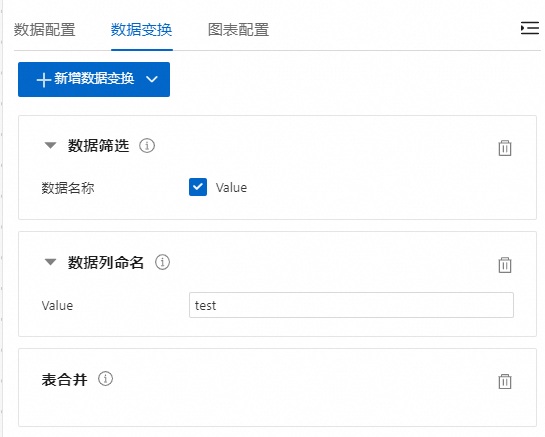 数据配置 数据变换 图表配置
新增数据变换
数据筛选
数据名称 Value
数据列命名
Value test
表合并